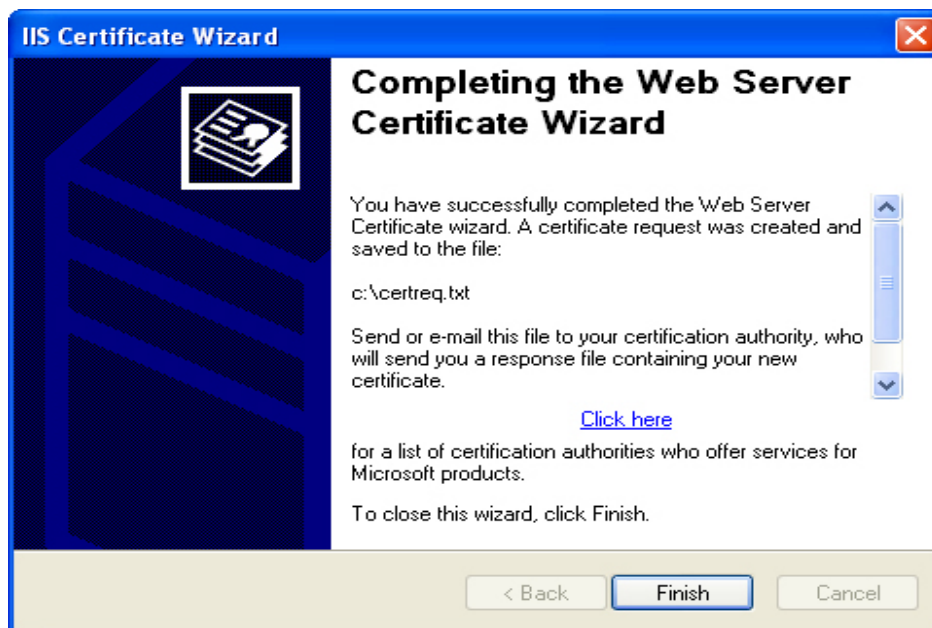 IIS Certificate Wizard
Completing the Web Server
Certificate Wizard
You have successfully completed the Web Server
Certificate wizard. A certificate request was created and
saved to the file:
c:\certreq.txt
Send or e-mail this file to your certification authority, who
will send you a response file containing your new
certificate.
Click here
for a list of certification authorities who offer services for
Microsoft products.
To close this wizard, click Finish.
< Back
Finish
Cancel